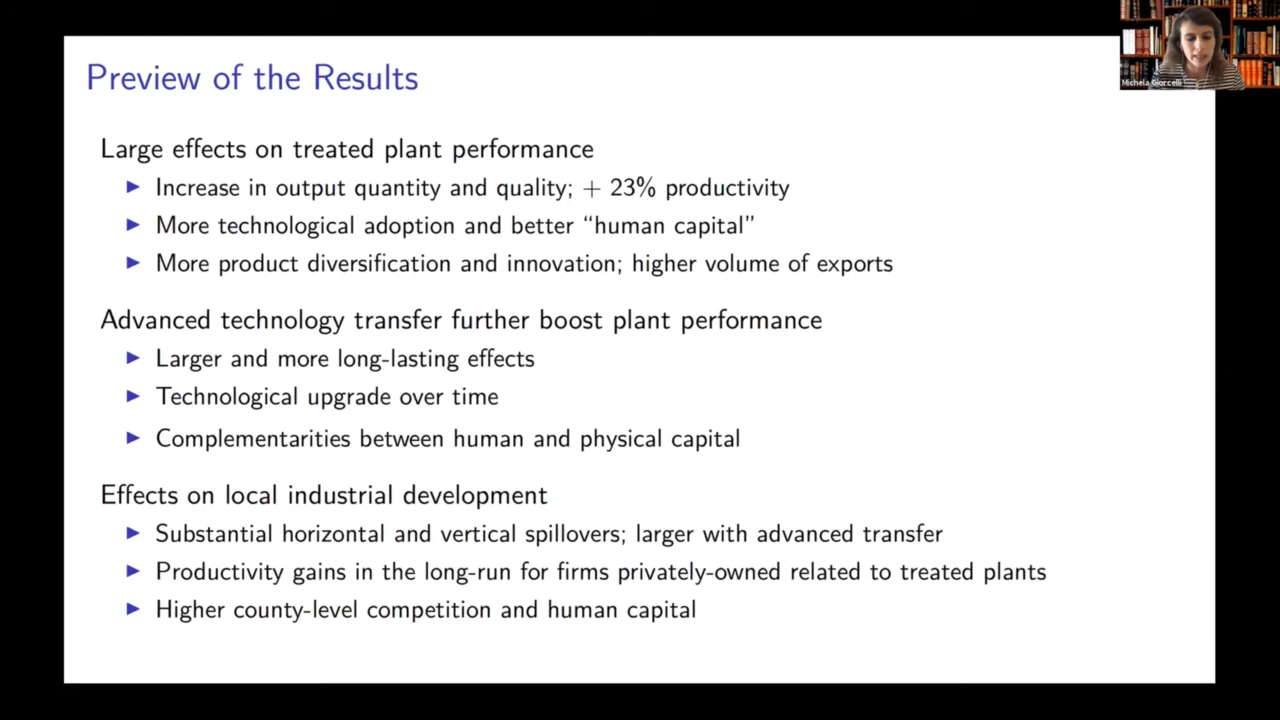 Preview of the Results
Michela Giorcelli
Large effects on treated plant performance
Increase in output quantity and quality; + 23% productivity
More technological adoption and better “human capital”
More product diversification and innovation; higher volume of exports
Advanced technology transfer further boost plant performance
Larger and more long-lasting effects
Technological upgrade over time
Complementarities between human and physical capital
Effects on local industrial development
Substantial horizontal and vertical spillovers; larger with advanced transfer
Productivity gains in the long-run for firms privately-owned related to treated plants
Higher county-level competition and human capital